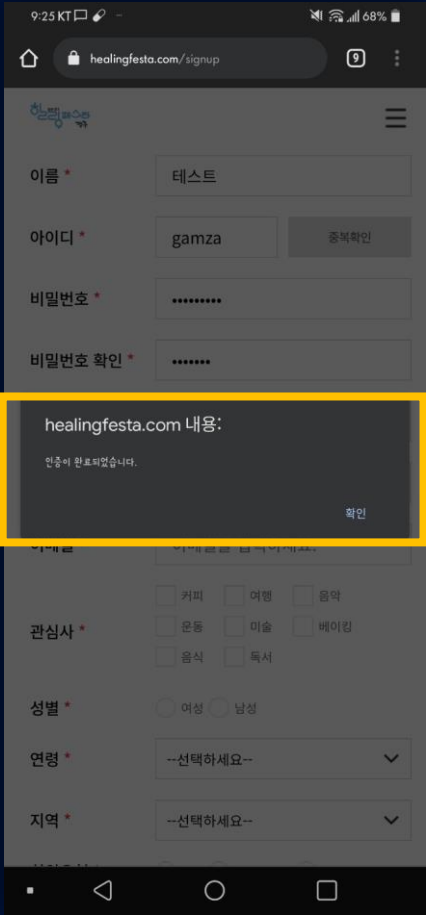 9:25 KT 68%
healingfesta.com/signup 9
이름 * 테스트
아이디 * gamza 중복확인
비밀번호 * •••••••••
비밀번호 확인 * •••••••
healingfesta.com 내용:
인증이 완료되었습니다.
확인
커피 여행 음악
관심사 * 운동 미술 베이킹
음식 독서
성별 * 여성 남성
연령 * --선택하세요--
지역 * --선택하세요--